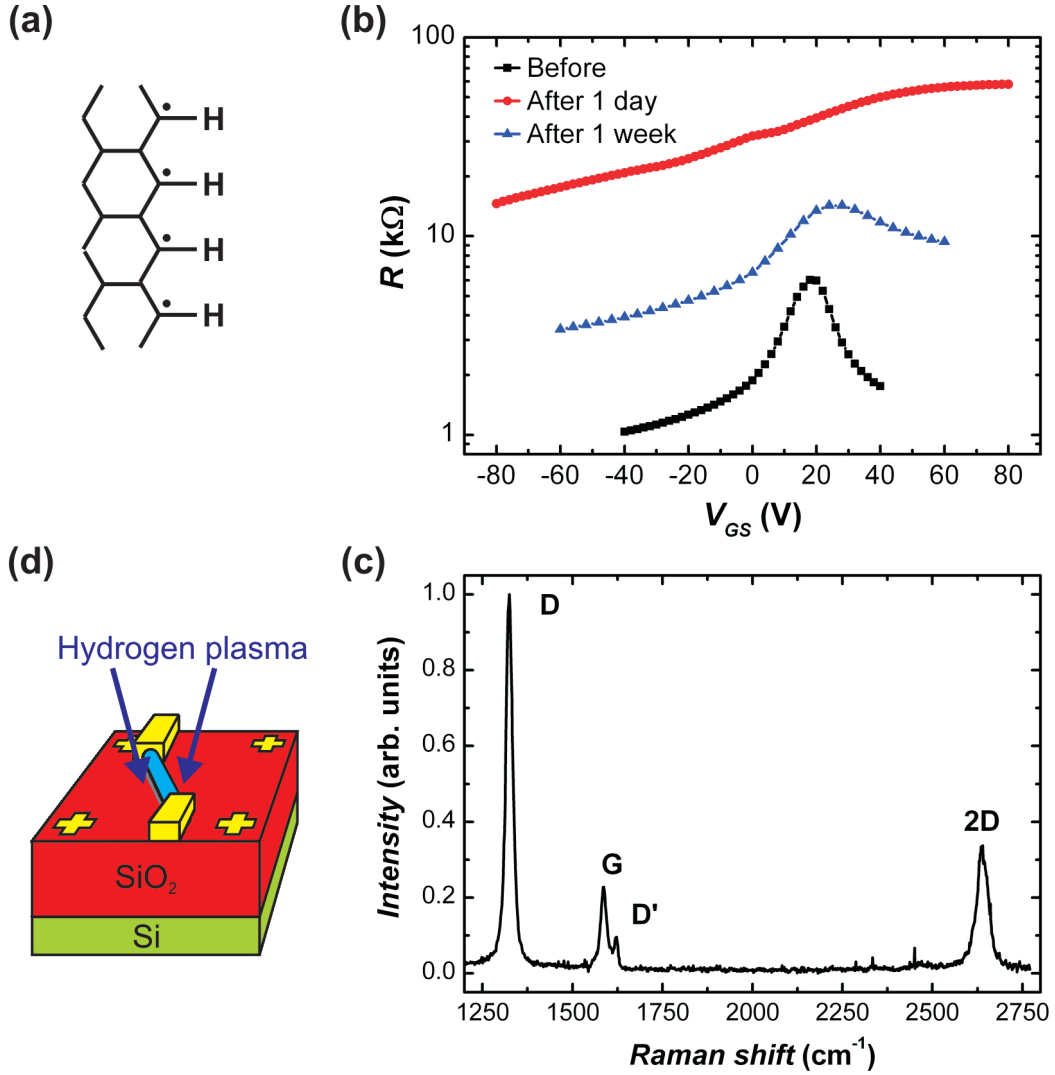 (a)
H
H
H
H
(b)
100
10
1
R (kΩ)
Before
After 1 day
After 1 week
-80 -60 -40 -20 0 20 40 60 80
V_GS (V)
(d)
Hydrogen plasma
SiO₂
Si
(c)
1.0
0.8
0.6
0.4
0.2
0.0
Intensity (arb. units)
D
G
D'
2D
1250 1500 1750 2000 2250 2500 2750
Raman shift (cm⁻¹)